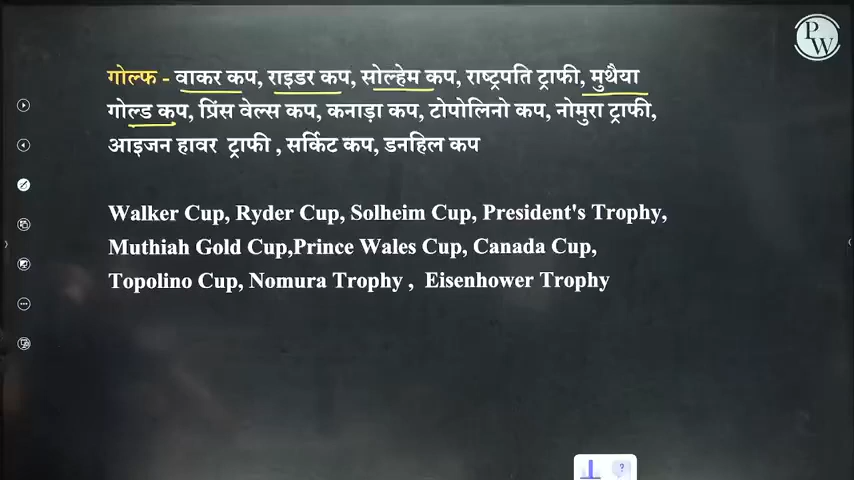 PW
गोल्फ - वाकर कप, राइडर कप, सोल्हेम कप, राष्ट्रपति ट्राफी, मुथैया
गोल्ड कप, प्रिंस वेल्स कप, कनाड़ा कप, टोपोलिनो कप, नोमुरा ट्राफी,
आइजन हावर ट्राफी , सर्किट कप, डनहिल कप
Walker Cup, Ryder Cup, Solheim Cup, President's Trophy,
Muthiah Gold Cup,Prince Wales Cup, Canada Cup,
Topolino Cup, Nomura Trophy , Eisenhower Trophy